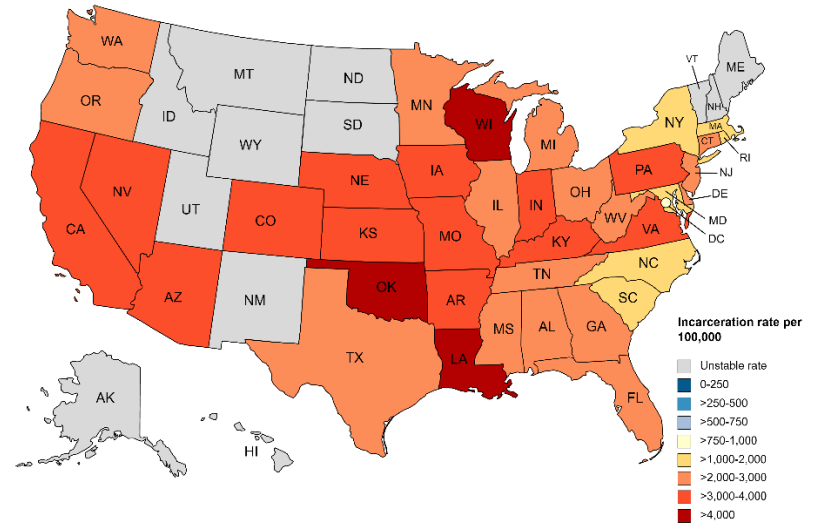 WA
MT
ND
MN
VT
ME
OR
ID
SD
WI
MI
NY
NH
MA
CT
RI
WY
NE
IA
PA
NJ
NV
UT
CO
IL
IN
OH
WV
DE
MD
DC
CA
KS
MO
KY
VA
AZ
NM
OK
AR
TN
NC
SC
TX
LA
MS
AL
GA
FL
AK
HI
Incarceration rate per
100,000
Unstable rate
0-250
>250-500
>500-750
>750-1,000
>1,000-2,000
>2,000-3,000
>3,000-4.000
>4,000